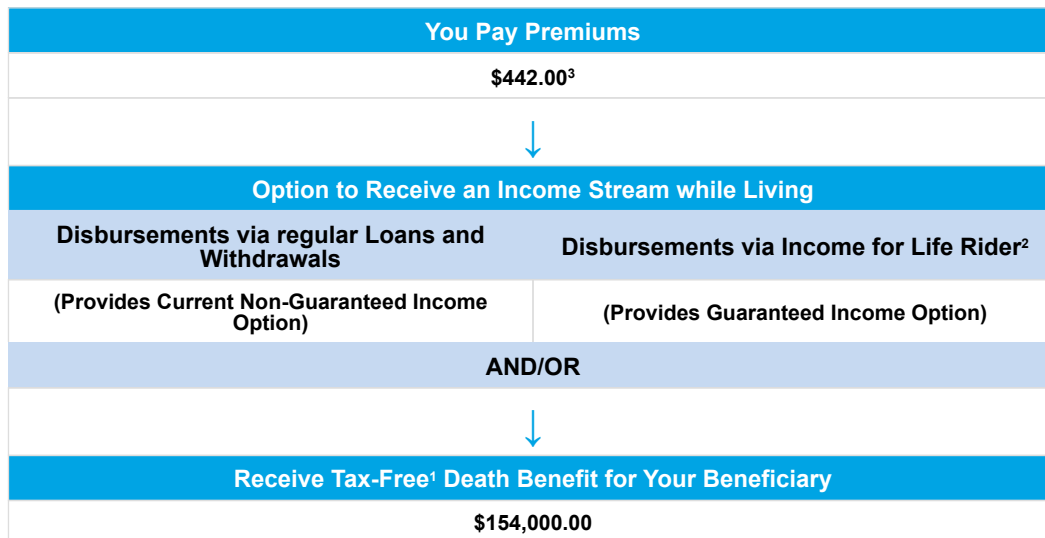 You Pay Premiums
$442.00³
↓
Option to Receive an Income Stream while Living
Disbursements via regular Loans and
Withdrawals
Disbursements via Income for Life Rider²
(Provides Current Non-Guaranteed Income
Option)
(Provides Guaranteed Income Option)
AND/OR
↓
Receive Tax-Free¹ Death Benefit for Your Beneficiary
$154,000.00